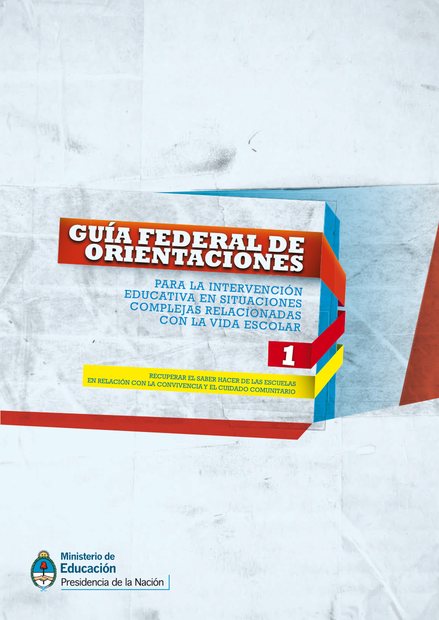 GUÍA FEDERAL DE
ORIENTACIONES
PARA LA INTERVENCIÓN
EDUCATIVA EN SITUACIONES
COMPLEJAS RELACIONADAS
CON LA VIDA ESCOLAR
1
RECUPERAR EL SABER HACER DE LAS ESCUELAS
EN RELACIÓN CON LA CONVIVENCIA Y EL CUIDADO COMUNITARIO
Ministerio de
Educación
Presidencia de la Nación